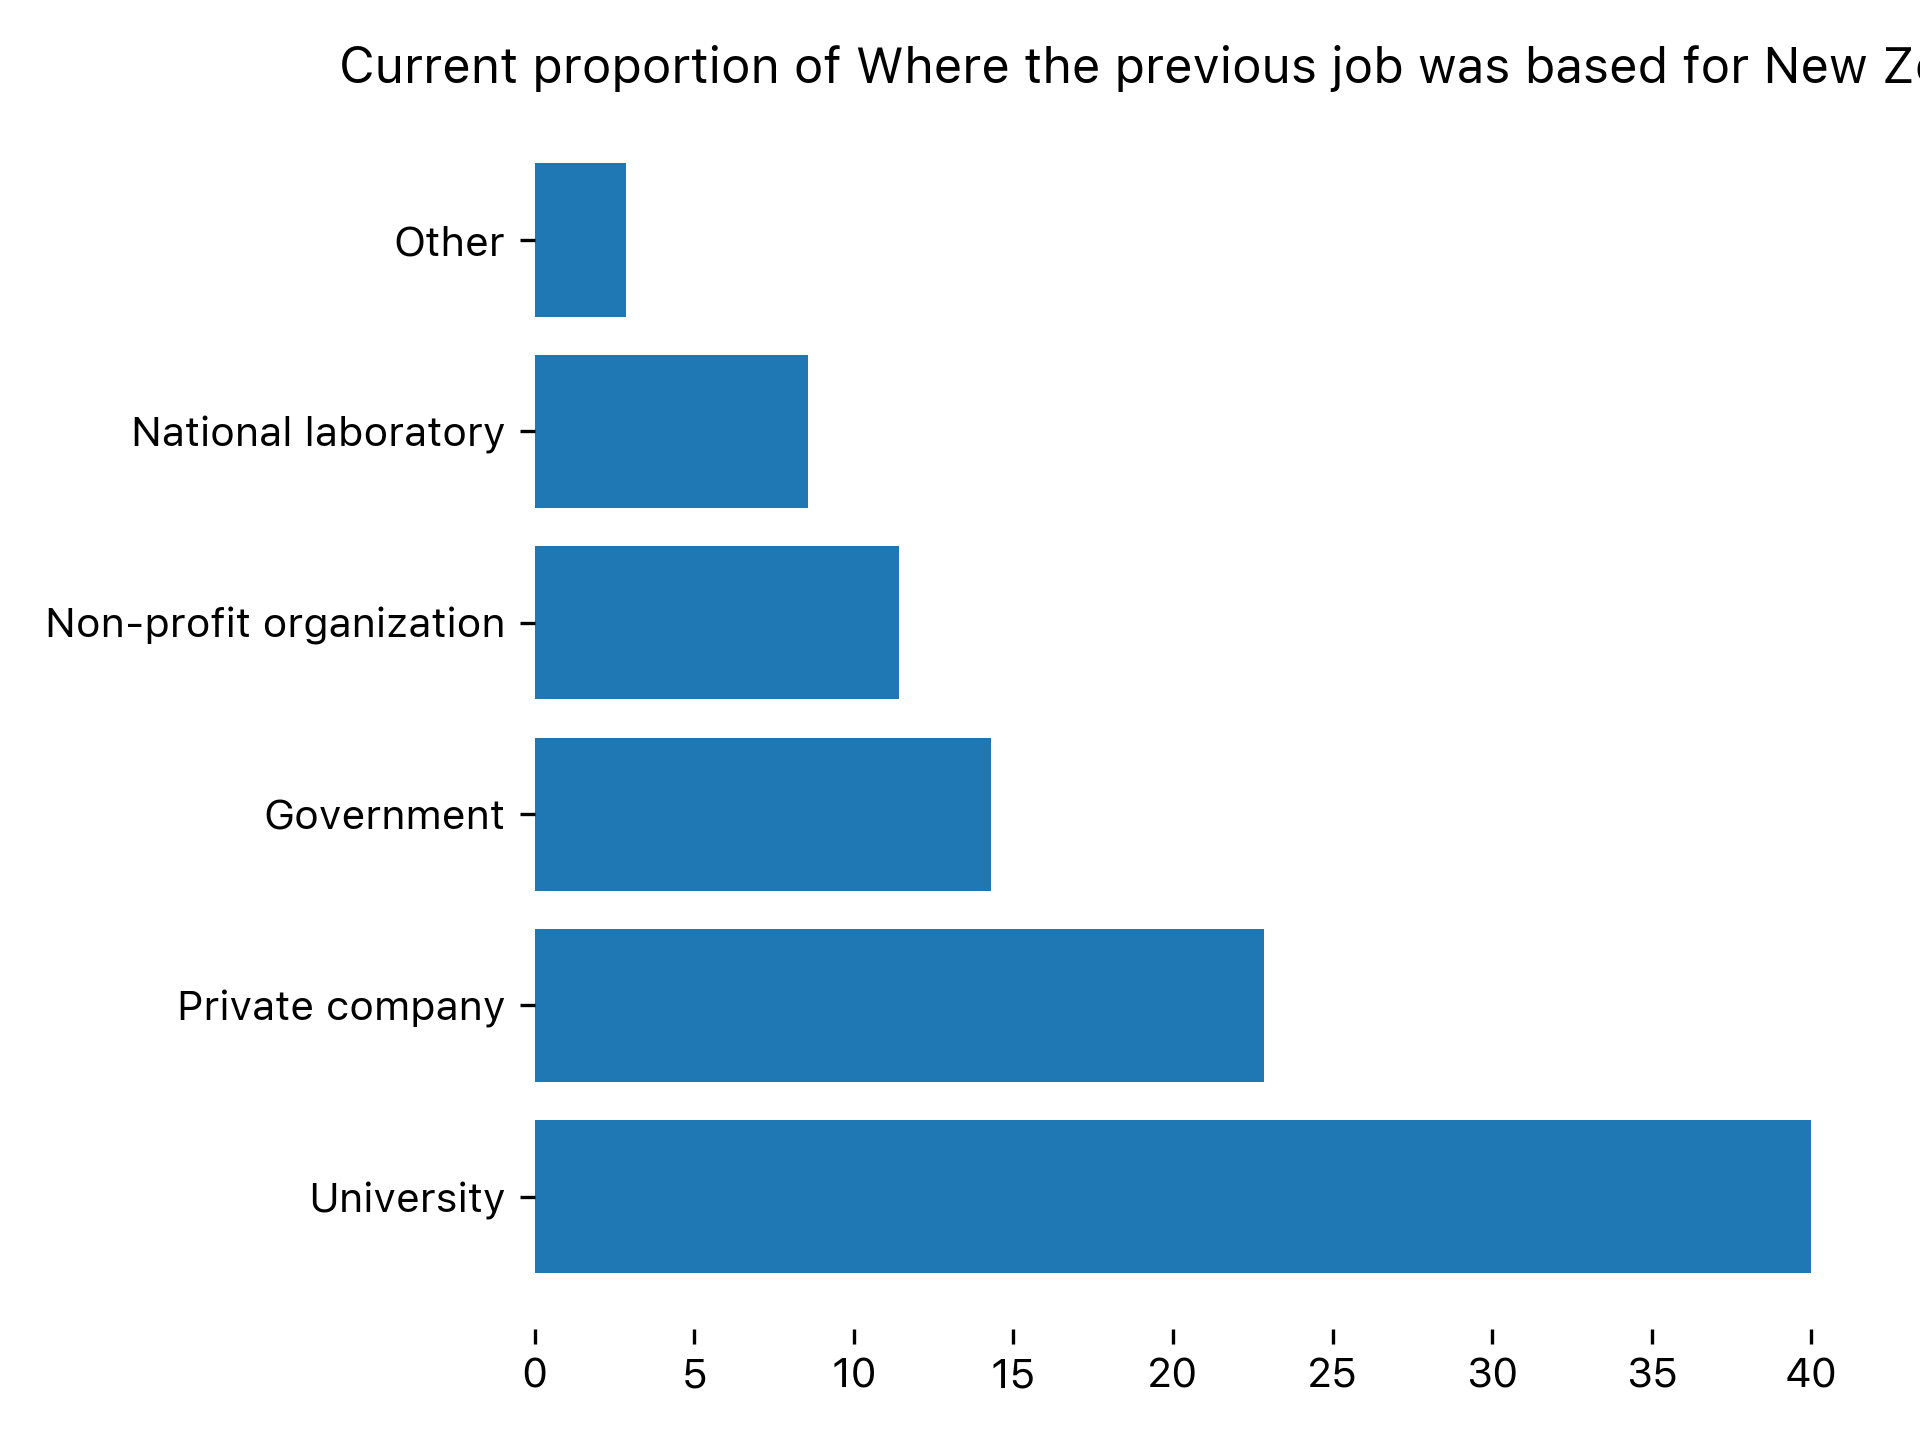 Current proportion of Where the previous job was based for New
Other
National laboratory
Non-profit organization
Government
Private company
University
0 5 10 15 20 25 30 35 40